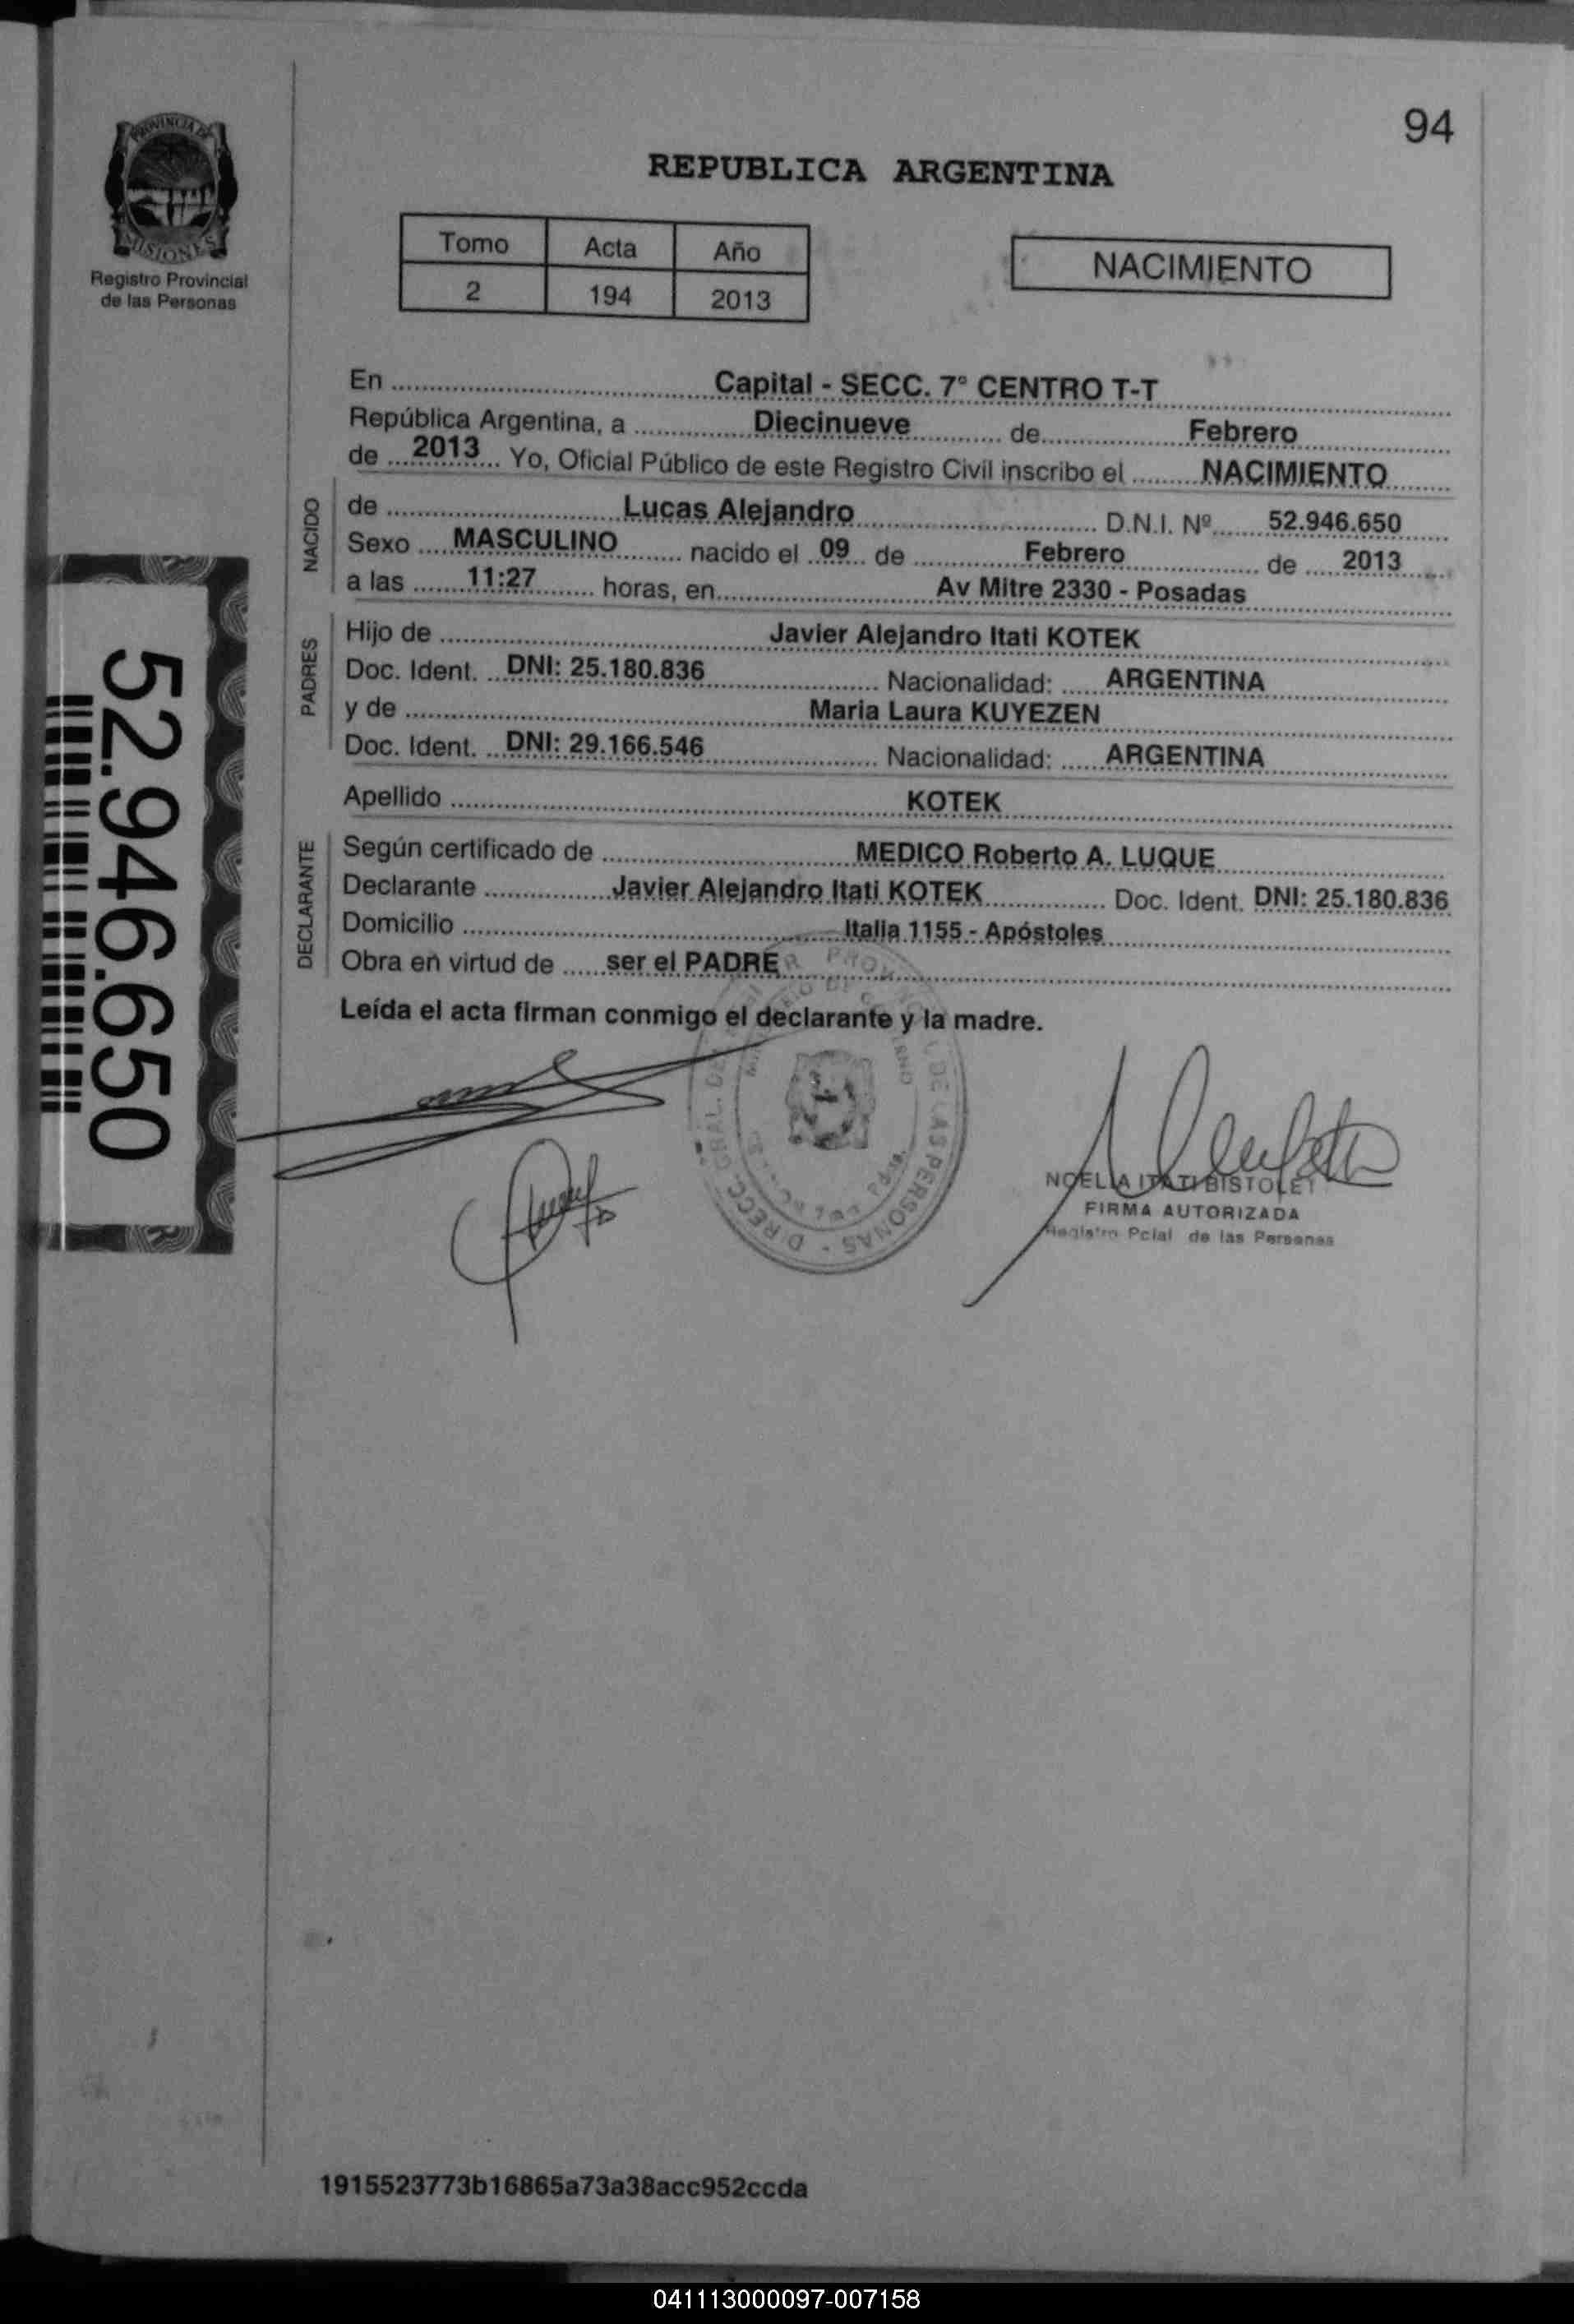 94
PROVINCIA DE
MISIONES
Registro Provincial
de las Personas
REPUBLICA ARGENTINA
Tomo Acta Año
2 194 2013
NACIMIENTO
En Capital - SECC. 7º CENTRO T-T
República Argentina, a Diecinueve de Febrero
de 2013 Yo, Oficial Público de este Registro Civil inscribo el NACIMIENTO
NACIDO
de Lucas Alejandro D.N.I. Nº 52.946.650
Sexo MASCULINO nacido el 09 de Febrero de 2013
a las 11:27 horas, en Av Mitre 2330 - Posadas
PADRES
Hijo de Javier Alejandro Itati KOTEK
Doc. Ident. DNI: 25.180.836 Nacionalidad: ARGENTINA
y de Maria Laura KUYEZEN
Doc. Ident. DNI: 29.166.546 Nacionalidad: ARGENTINA
Apellido KOTEK
DECLARANTE
Según certificado de MEDICO Roberto A. LUQUE
Declarante Javier Alejandro Itati KOTEK Doc. Ident. DNI: 25.180.836
Domicilio Italia 1155 - Apóstoles
Obra en virtud de ser el PADRE
Leída el acta firman conmigo el declarante y la madre.
52.946.650
DE LAS PERSONAS
NOELIA ITATI BISTOLET
FIRMA AUTORIZADA
Registro Pcial de las Personas
1915523773b16865a73a38acc952ccda
041113000097-007158